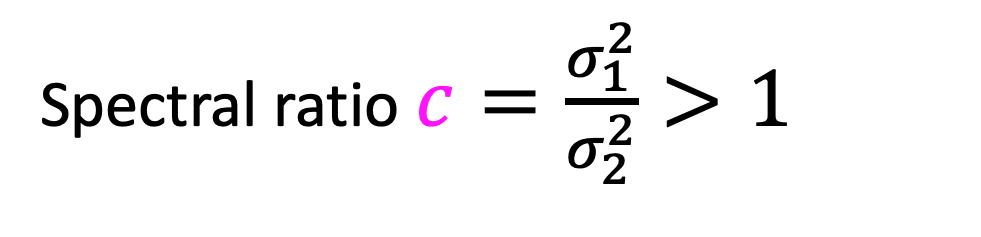 Spectral ratio c = σ₁²/σ₂² > 1